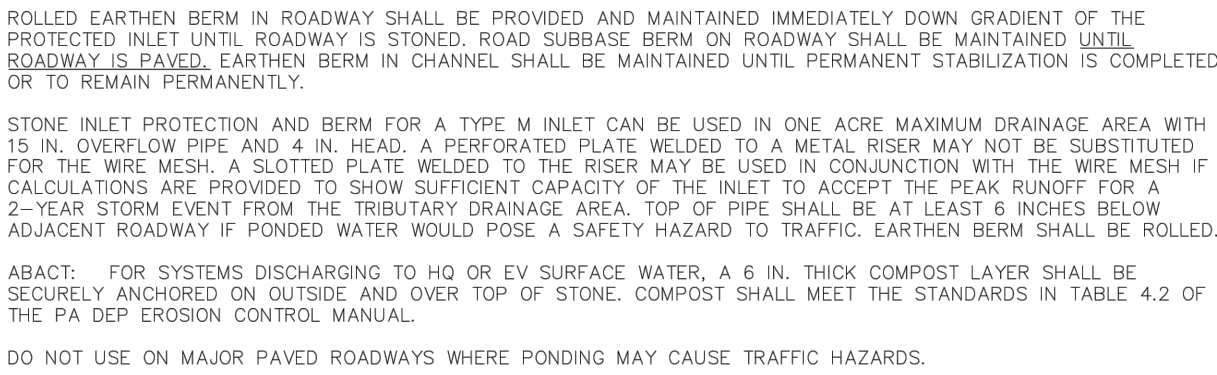 ROLLED EARTHEN BERM IN ROADWAY SHALL BE PROVIDED AND MAINTAINED IMMEDIATELY DOWN GRADIENT OF THE
PROTECTED INLET UNTIL ROADWAY IS STONED. ROAD SUBBASE BERM ON ROADWAY SHALL BE MAINTAINED UNTIL
ROADWAY IS PAVED. EARTHEN BERM IN CHANNEL SHALL BE MAINTAINED UNTIL PERMANENT STABILIZATION IS COMPLETED
OR TO REMAIN PERMANENTLY.
STONE INLET PROTECTION AND BERM FOR A TYPE M INLET CAN BE USED IN ONE ACRE MAXIMUM DRAINAGE AREA WITH
15 IN. OVERFLOW PIPE AND 4 IN. HEAD. A PERFORATED PLATE WELDED TO A METAL RISER MAY NOT BE SUBSTITUTED
FOR THE WIRE MESH. A SLOTTED PLATE WELDED TO THE RISER MAY BE USED IN CONJUNCTION WITH THE WIRE MESH IF
CALCULATIONS ARE PROVIDED TO SHOW SUFFICIENT CAPACITY OF THE INLET TO ACCEPT THE PEAK RUNOFF FOR A
2-YEAR STORM EVENT FROM THE TRIBUTARY DRAINAGE AREA. TOP OF PIPE SHALL BE AT LEAST 6 INCHES BELOW
ADJACENT ROADWAY IF PONDED WATER WOULD POSE A SAFETY HAZARD TO TRAFFIC. EARTHEN BERM SHALL BE ROLLED.
ABACT: FOR SYSTEMS DISCHARGING TO HQ OR EV SURFACE WATER, A 6 IN. THICK COMPOST LAYER SHALL BE
SECURELY ANCHORED ON OUTSIDE AND OVER TOP OF STONE. COMPOST SHALL MEET THE STANDARDS IN TABLE 4.2 OF
THE PA DEP EROSION CONTROL MANUAL.
DO NOT USE ON MAJOR PAVED ROADWAYS WHERE PONDING MAY CAUSE TRAFFIC HAZARDS.